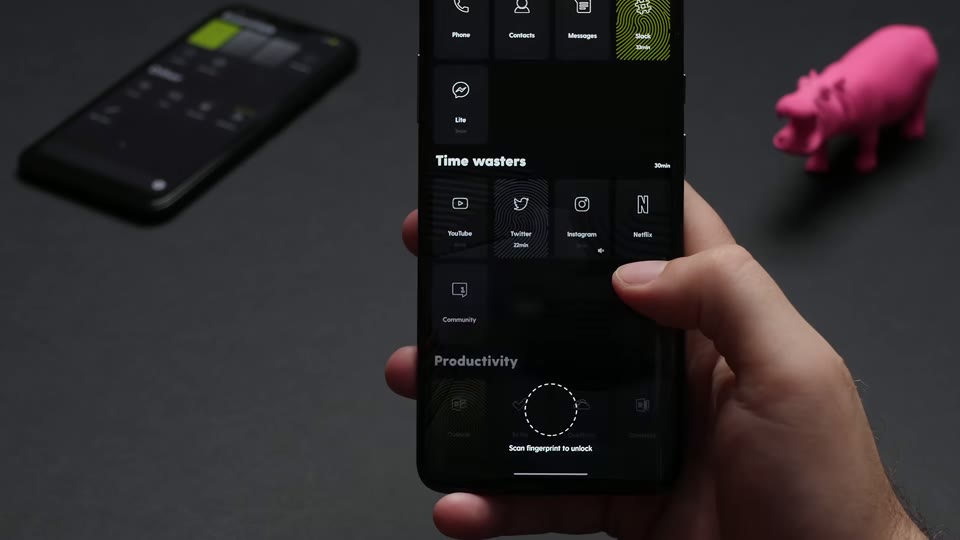 Phone
Contacts
Messages
Slack
53min
Lite
Time wasters
30min
YouTube
Twitter
Instagram
Netflix
22min
Community
Productivity
Scan fingerprint to unlock